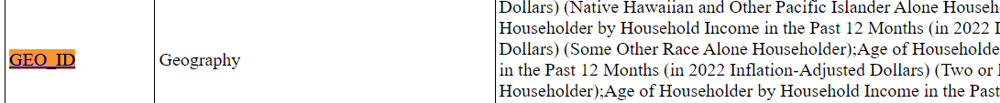 Dollars) (Native Hawaiian and Other Pacific Islander Alone
Householder by Household Income in the Past 12 Months (in 2022
Dollars) (Some Other Race Alone Householder);Age of
GEO_ID Geography in the Past 12 Months (in 2022 Inflation-Adjusted Dollars) (Two or
Householder);Age of Householder by Household Income in the Past